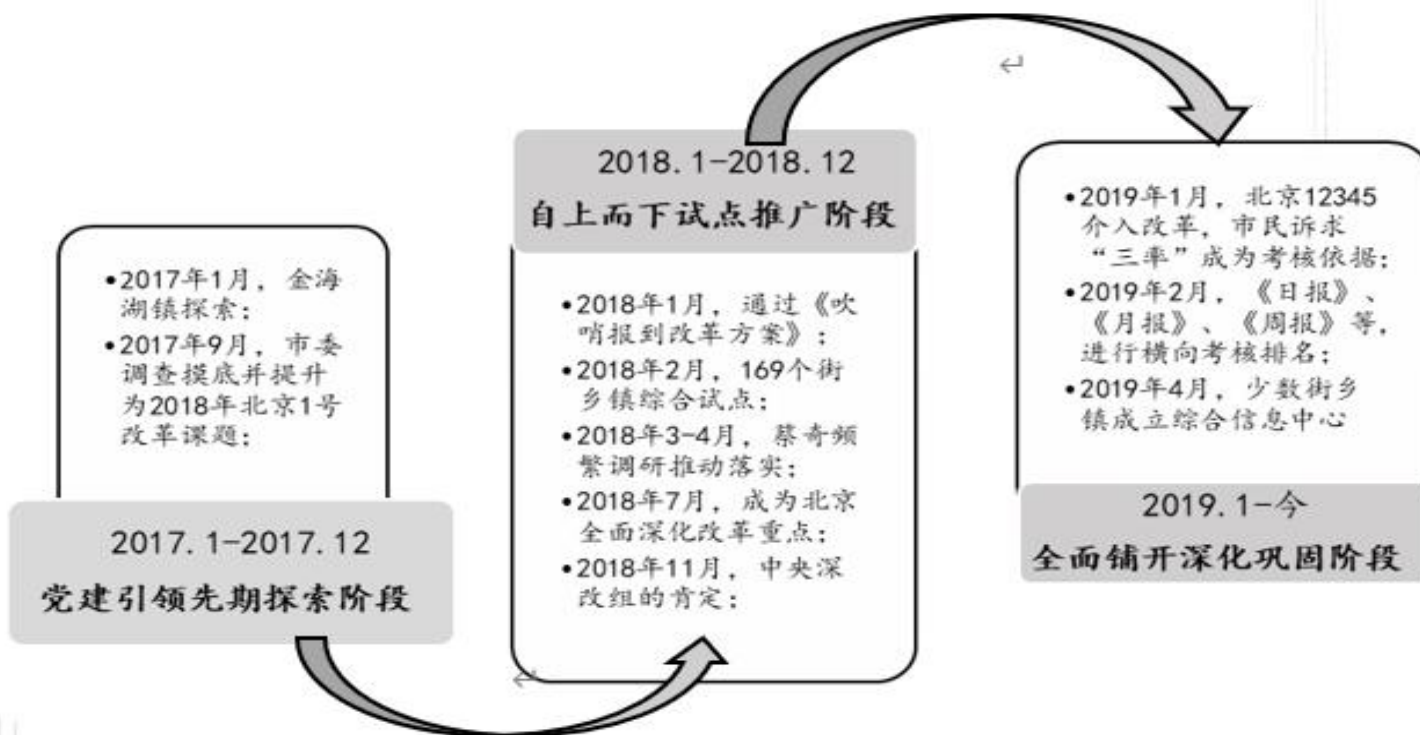 •2017年1月，金海
湖镇探索；
•2017年9月，市委
调查摸底并提升
为2018年北京1号
改革课题；
2017.1-2017.12
党建引领先期探索阶段
2018.1-2018.12
自上而下试点推广阶段
•2018年1月，通过《吹
哨报到改革方案》；
•2018年2月，169个街
乡镇综合试点；
•2018年3-4月，蔡奇频
繁调研推动落实；
•2018年7月，成为北京
全面深化改革重点；
•2018年11月，中央深
改组的肯定；
•2019年1月，北京12345
介入改革，市民诉求
“三率”成为考核依据；
•2019年2月，《日报》、
《月报》、《周报》等，
进行横向考核排名；
•2019年4月，少数街乡
镇成立综合信息中心
2019.1-今
全面铺开深化巩固阶段